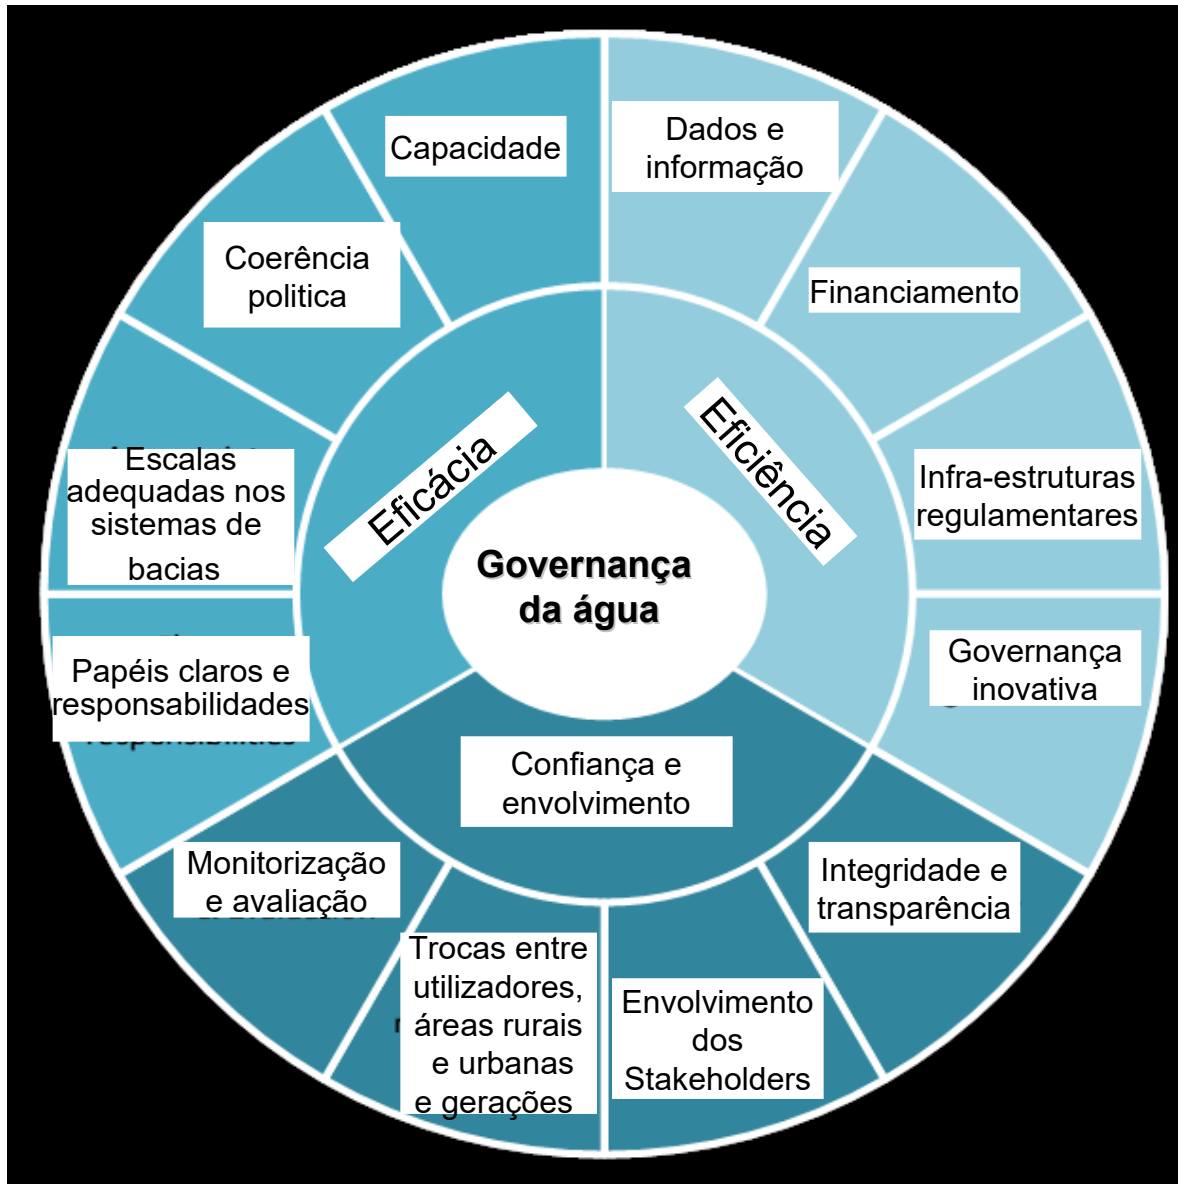 Capacidade
Dados e
informação
Coerência
politica
Financiamento
Escalas
adequadas nos
sistemas de
bacias
Eficácia
Eficiência
Infra-estruturas
regulamentares
Governança
da água
Papéis claros e
responsabilidades
Governança
inovativa
Confiança e
envolvimento
Monitorização
e avaliação
Integridade e
transparência
Trocas entre
utilizadores,
áreas rurais
e urbanas
e gerações
Envolvimento
dos
Stakeholders